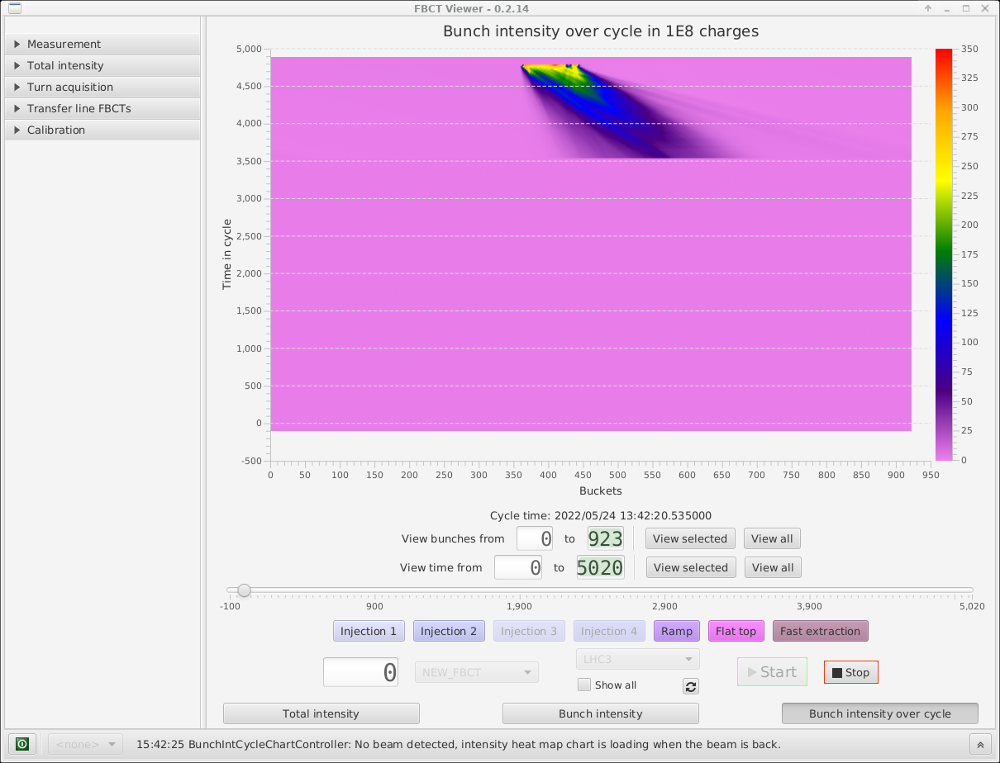 FBCT Viewer - 0.2.14
Measurement
Total intensity
Turn acquisition
Transfer line FBCTs
Calibration
Bunch intensity over cycle in 1E8 charges
5,000
4,500
4,000
3,500
3,000
2,500
2,000
1,500
1,000
500
0
-500
Time in cycle
0 50 100 150 200 250 300 350 400 450 500 550 600 650 700 750 800 850 900 950
Buckets
350
325
300
275
250
225
200
175
150
125
100
75
50
25
0
Cycle time: 2022/05/24 13:42:20.535000
View bunches from 0 to 923 View selected View all
View time from 0 to 5020 View selected View all
-100 900 1,900 2,900 3,900 5,020
Injection 1 Injection 2 Injection 3 Injection 4 Ramp Flat top Fast extraction
0 NEW_FBCT LHC3 Start Stop
Show all
Total intensity Bunch intensity Bunch intensity over cycle
<none> 15:42:25 BunchIntCycleChartController: No beam detected, intensity heat map chart is loading when the beam is back.